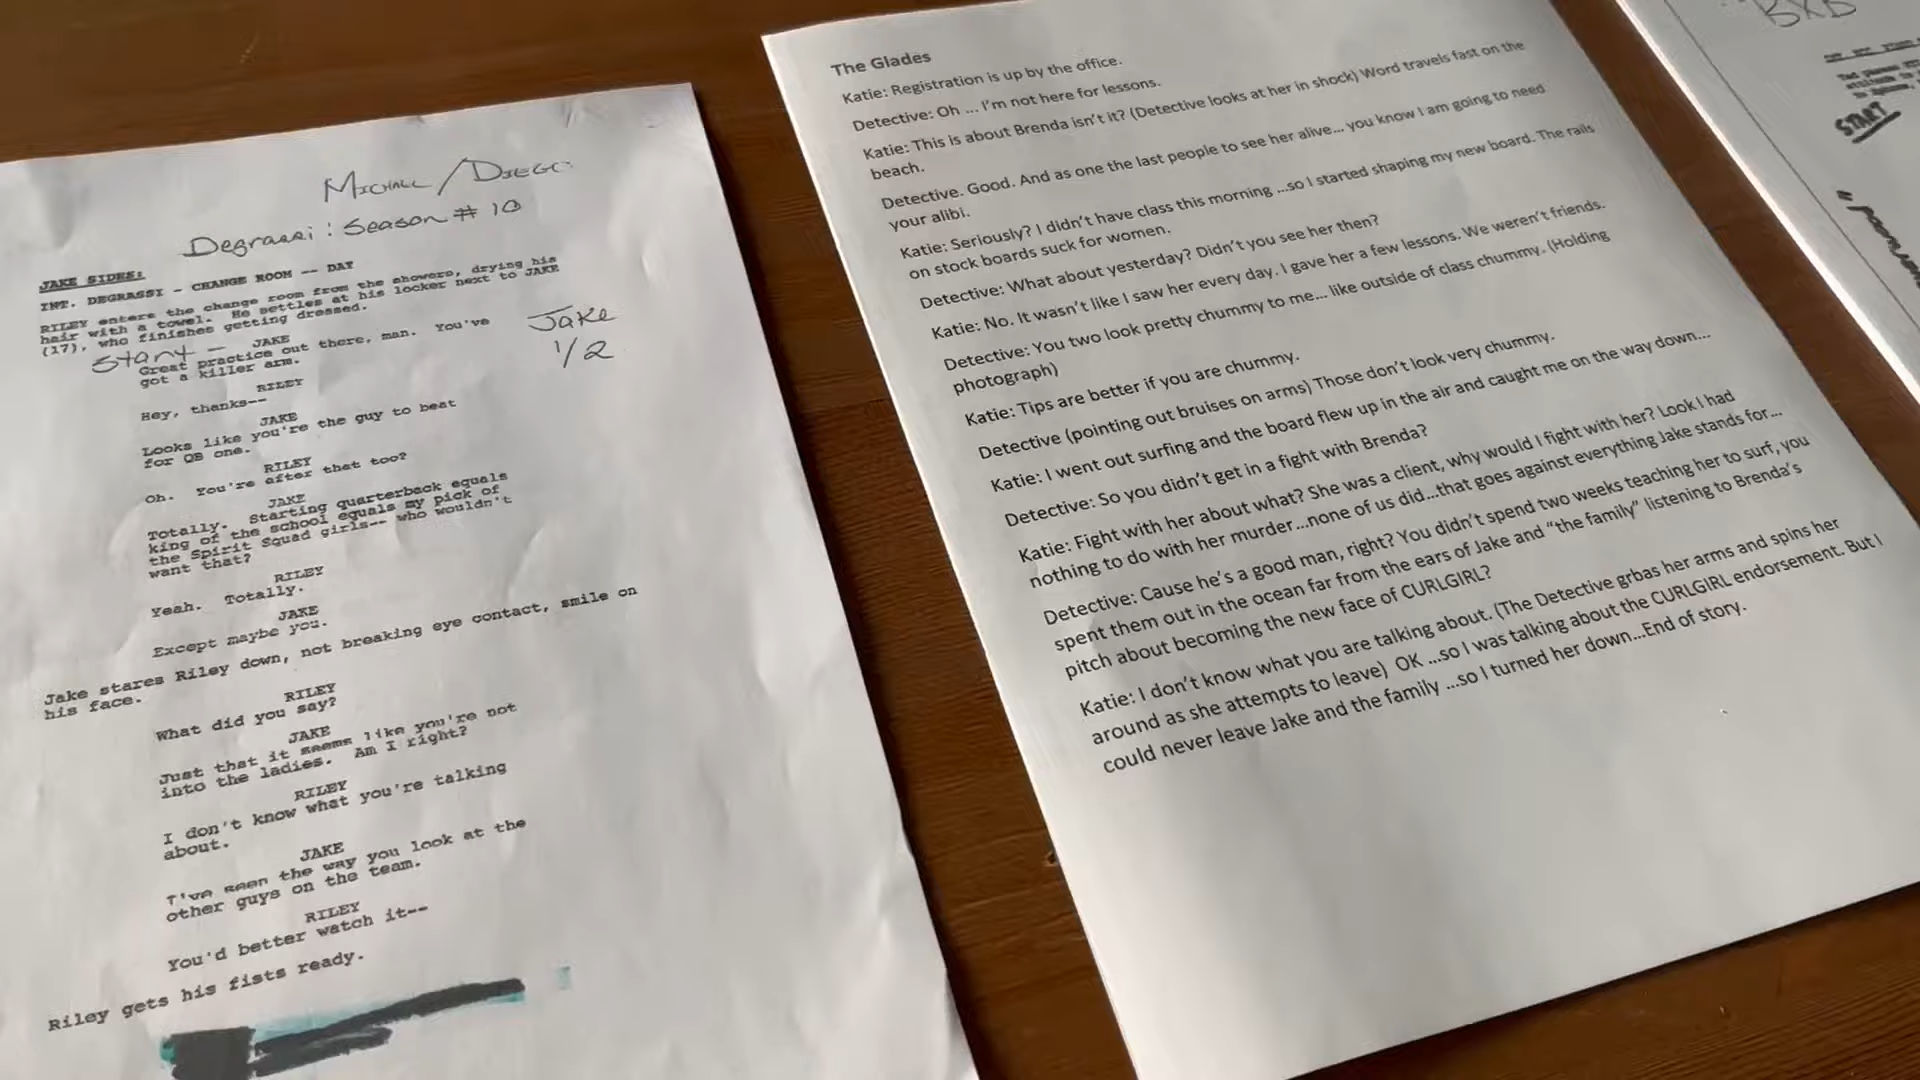 MICHALL/DIEGO
Degrassi: Season #10
JAKE SIDES:
INT. DEGRASSI - CHANGE ROOM -- DAY
RILEY enters the change room from the showers, drying his
hair with a towel. He settles at his locker next to JAKE
(17), who finishes getting dressed.
Jake
1/2
START —
JAKE
Great practice out there, man. You've
got a killer arm.
RILEY
Hey, thanks--
JAKE
Looks like you're the guy to beat
for QB one.
RILEY
Oh. You're after that too?
JAKE
Totally. Starting quarterback equals
king of the school equals my pick of
the Spirit Squad girls-- who wouldn't
want that?
RILEY
Yeah. Totally.
JAKE
Except maybe you.
Jake stares Riley down, not breaking eye contact, smile on
his face.
RILEY
What did you say?
JAKE
Just that it seems like you're not
into the ladies. Am I right?
RILEY
I don't know what you're talking
about.
JAKE
I've seen the way you look at the
other guys on the team.
RILEY
You'd better watch it--
Riley gets his fists ready.
The Glades
Katie: Registration is up by the office.
Detective: Oh ... I'm not here for lessons.
Katie: This is about Brenda isn't it? (Detective looks at her in shock) Word travels fast on the
beach.
Detective. Good. And as one the last people to see her alive... you know I am going to need
your alibi.
Katie: Seriously? I didn't have class this morning ...so I started shaping my new board. The rails
on stock boards suck for women.
Detective: What about yesterday? Didn't you see her then?
Katie: No. It wasn't like I saw her every day. I gave her a few lessons. We weren't friends.
Detective: You two look pretty chummy to me... like outside of class chummy. (Holding
photograph)
Katie: Tips are better if you are chummy.
Detective (pointing out bruises on arms) Those don't look very chummy.
Katie: I went out surfing and the board flew up in the air and caught me on the way down...
Detective: So you didn't get in a fight with Brenda?
Katie: Fight with her about what? She was a client, why would I fight with her? Look I had
nothing to do with her murder...none of us did...that goes against everything Jake stands for...
Detective: Cause he's a good man, right? You didn't spend two weeks teaching her to surf, you
spent them out in the ocean far from the ears of Jake and "the family" listening to Brenda's
pitch about becoming the new face of CURLGIRL?
Katie: I don't know what you are talking about. (The Detective grbas her arms and spins her
around as she attempts to leave) OK ...so I was talking about the CURLGIRL endorsement. But I
could never leave Jake and the family ...so I turned her down...End of story.
BXB
START